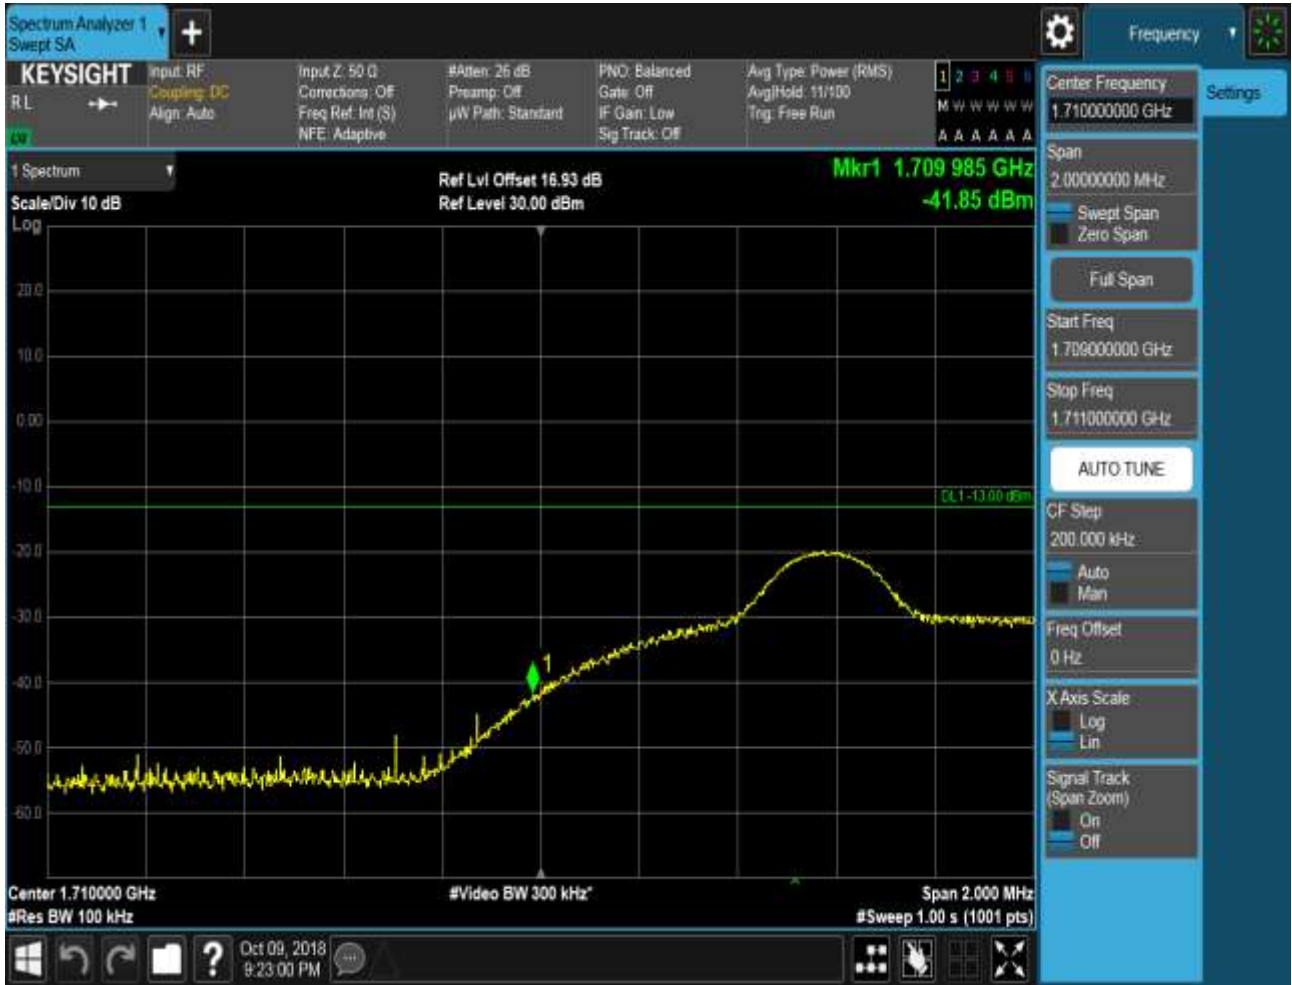 Spectrum Analyzer 1
Swept SA
+
Frequency
KEYSIGHT
RL
Input: RF
Coupling: DC
Align: Auto
Input Z: 50 Ω
Corrections: Off
Freq Ref: Int (S)
NFE: Adaptive
#Atten: 26 dB
Preamp: Off
µW Path: Standard
PNO: Balanced
Gate: Off
IF Gain: Low
Sig Track: Off
Avg Type: Power (RMS)
Avg|Hold: 11/100
Trig: Free Run
1 2 3 4 5 6
M W W W W W
A A A A A A
Center Frequency
1.710000000 GHz
Settings
Span
2.00000000 MHz
Swept Span
Zero Span
Full Span
Start Freq
1.709000000 GHz
Stop Freq
1.711000000 GHz
AUTO TUNE
CF Step
200.000 kHz
Auto
Man
Freq Offset
0 Hz
X Axis Scale
Log
Lin
Signal Track
(Span Zoom)
On
Off
1 Spectrum
Scale/Div 10 dB
Log
Ref Lvl Offset 16.93 dB
Ref Level 30.00 dBm
Mkr1 1.709 985 GHz
-41.85 dBm
20.0
10.0
0.00
-10.0
DL1 -13.00 dBm
-20.0
-30.0
1
-40.0
-50.0
-60.0
Center 1.710000 GHz
#Video BW 300 kHz*
Span 2.000 MHz
#Res BW 100 kHz
#Sweep 1.00 s (1001 pts)
?
Oct 09, 2018
9:23:00 PM